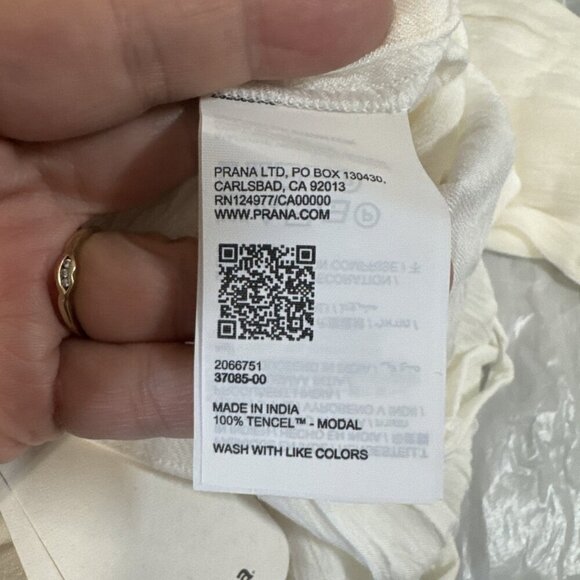 PRANA LTD, PO BOX 130430,
CARLSBAD, CA 92013
RN124977/CA00000
WWW.PRANA.COM
2066751
37085-00
MADE IN INDIA
100% TENCEL™ - MODAL
WASH WITH LIKE COLORS